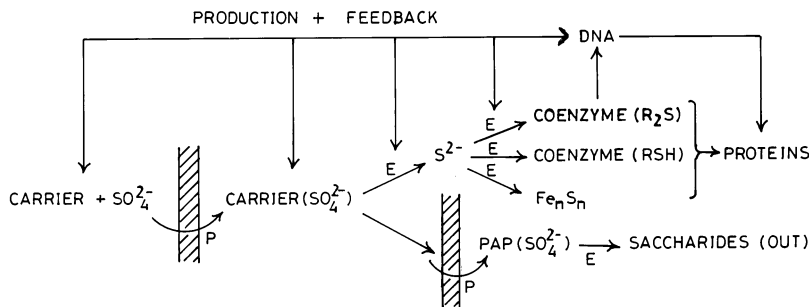 PRODUCTION + FEEDBACK
DNA
E COENZYME (R₂S)
E S²⁻ E COENZYME (RSH) PROTEINS
E
CARRIER + SO₄²⁻ CARRIER (SO₄²⁻) FeₙSₙ
P
PAP (SO₄²⁻) E SACCHARIDES (OUT)
P